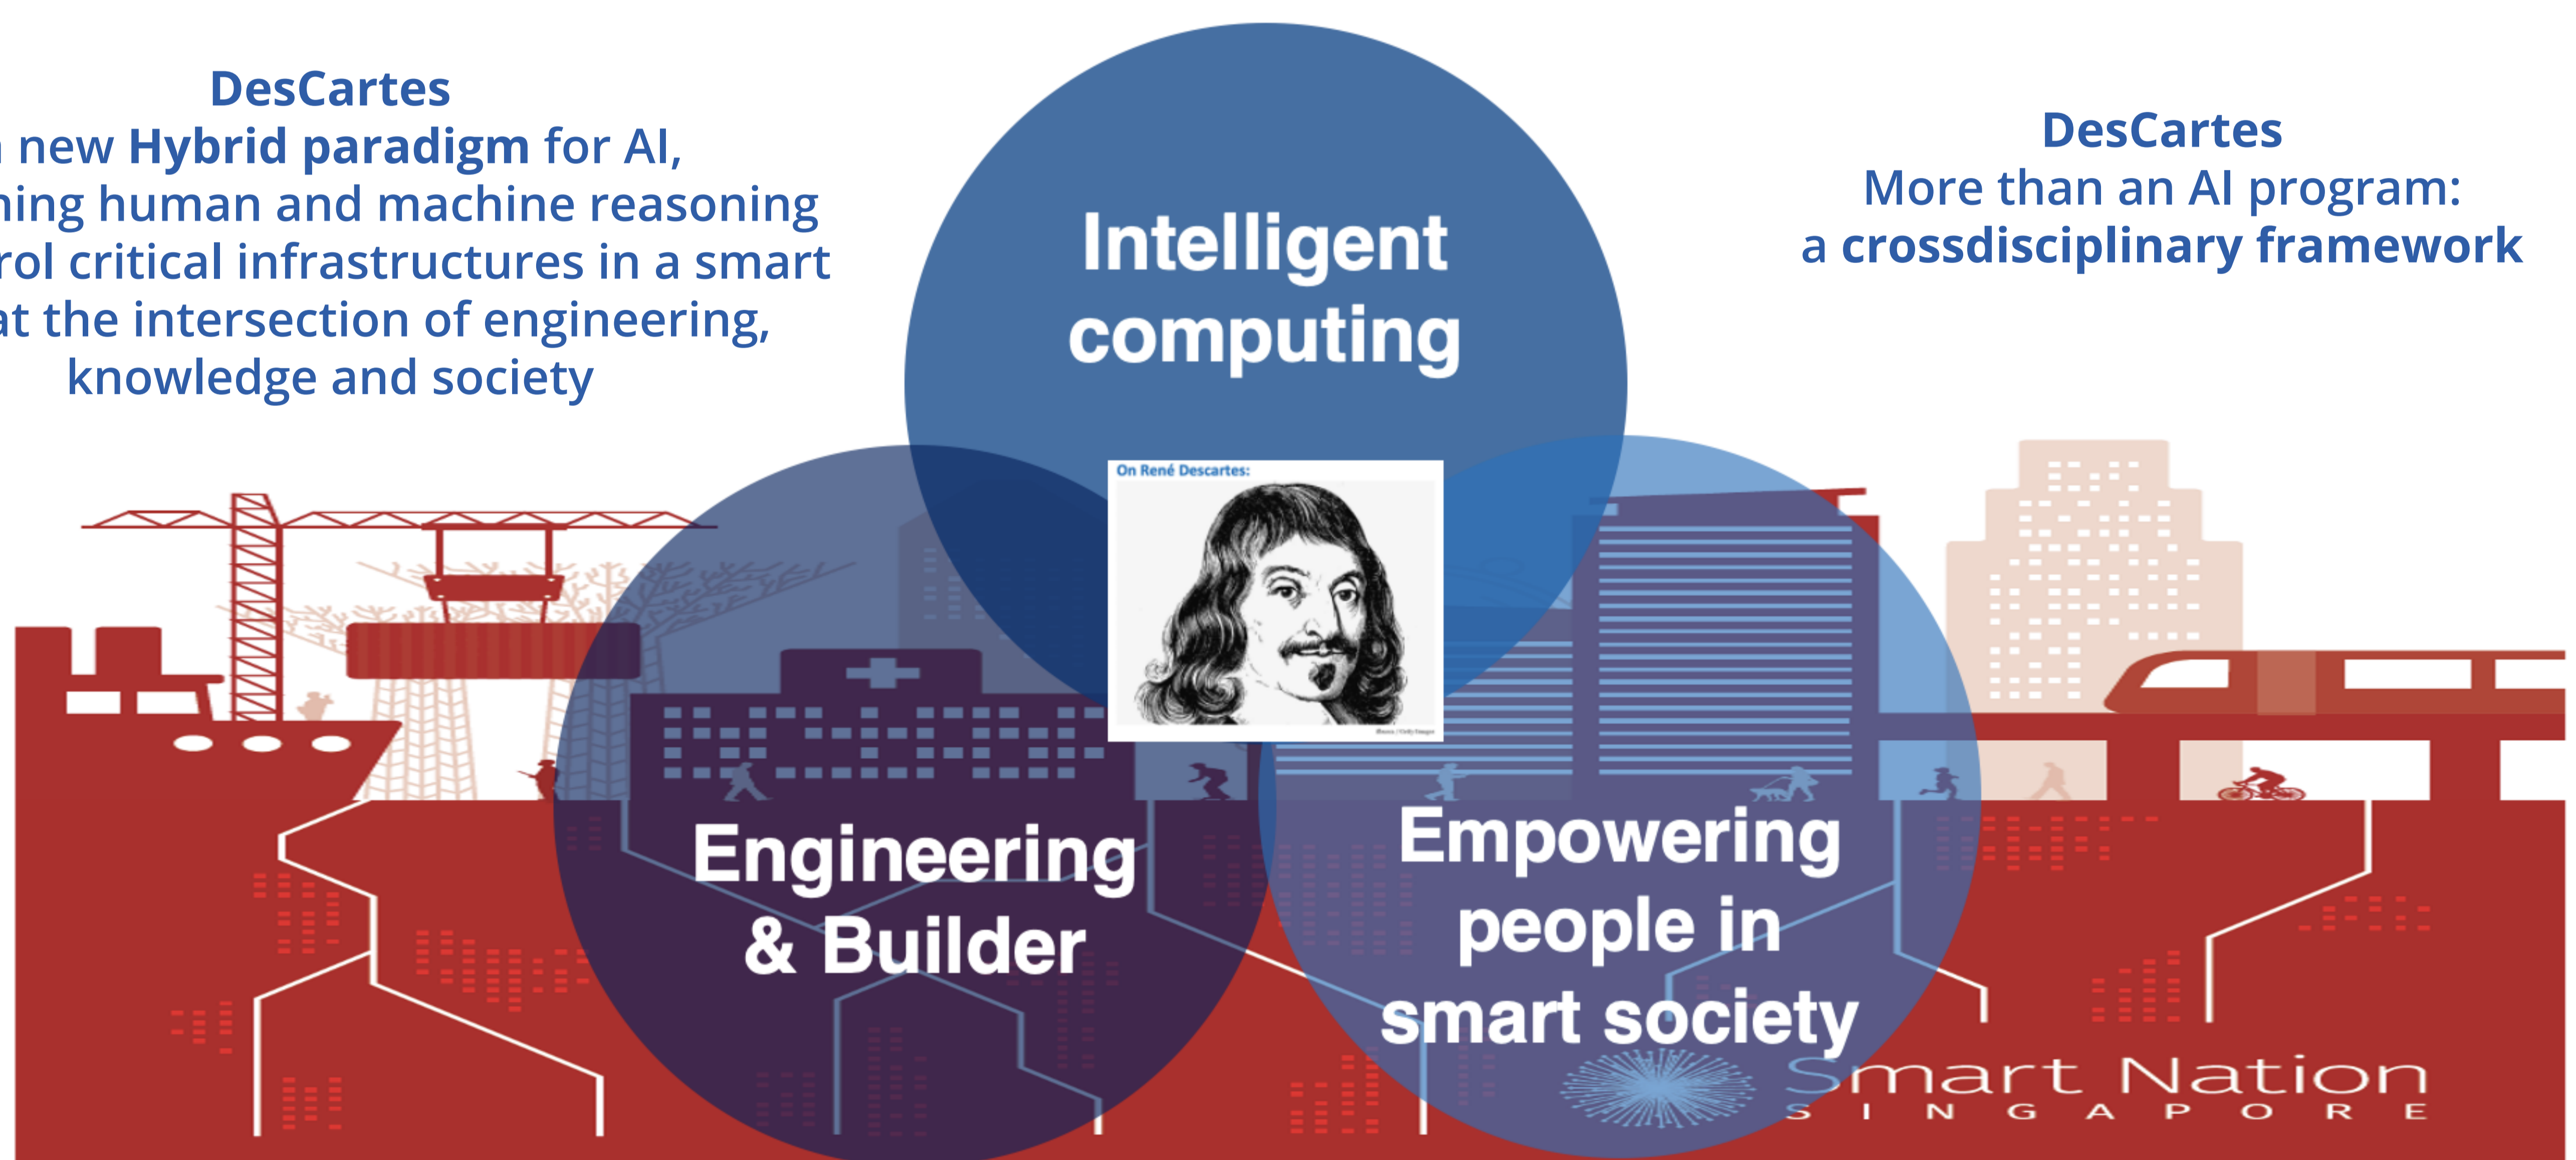 DesCartes
new Hybrid paradigm for AI,
human and machine reasoning
critical infrastructures in a smart
at the intersection of engineering,
knowledge and society
DesCartes
More than an AI program:
a crossdisciplinary framework
Intelligent
computing
On René Descartes:
Engineering
& Builder
Empowering
people in
smart society
Smart Nation
SINGAPORE